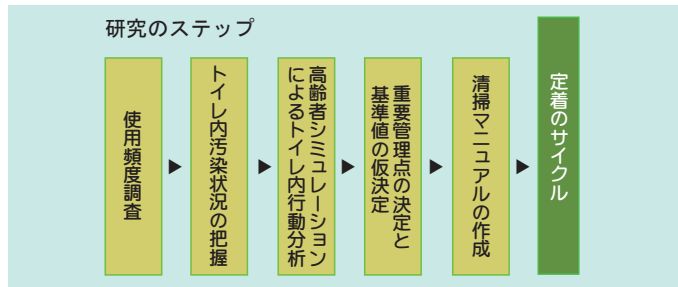 研究のステップ
使用頻度調査
トイレ内汚染状況の把握
高齢者シミュレーション
によるトイレ内行動分析
重要管理点の決定と
基準値の仮決定
清掃マニュアルの作成
定着のサイクル